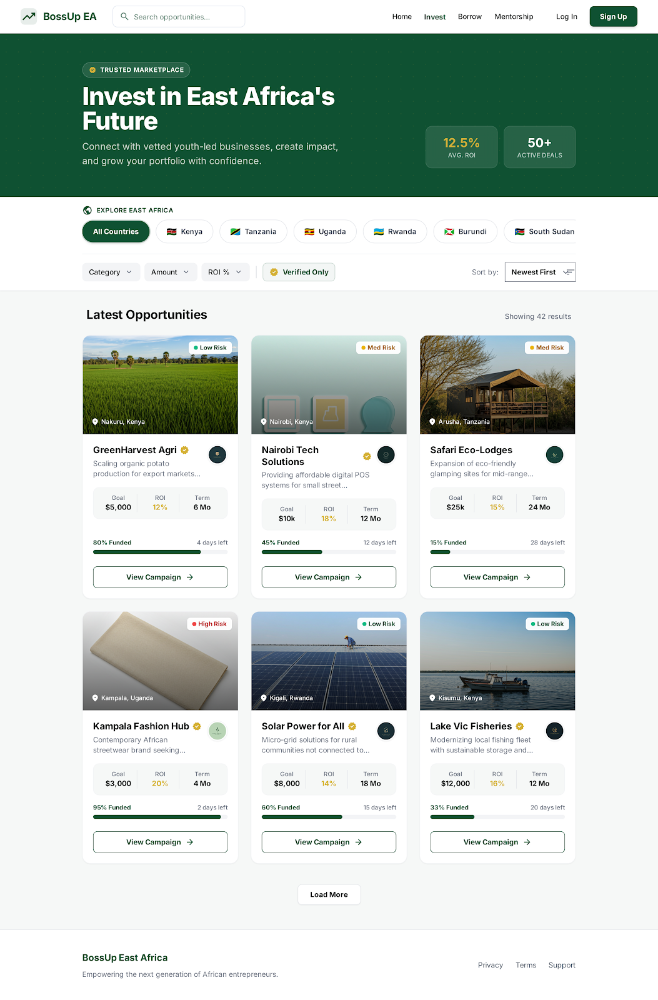 BossUp EA
Search opportunities...
Home
Invest
Borrow
Mentorship
Log In
Sign Up
TRUSTED MARKETPLACE
Invest in East Africa's
Future
Connect with vetted youth-led businesses, create impact,
and grow your portfolio with confidence.
12.5%
AVG. ROI
50+
ACTIVE DEALS
EXPLORE EAST AFRICA
All Countries
Kenya
Tanzania
Uganda
Rwanda
Burundi
South Sudan
Category
Amount
ROI %
Verified Only
Sort by:
Newest First
Latest Opportunities
Showing 42 results
Low Risk
Nakuru, Kenya
GreenHarvest Agri
Scaling organic potato
production for export markets...
Goal
ROI
Term
$5,000
12%
6 Mo
80% Funded
4 days left
View Campaign
Med Risk
Nairobi, Kenya
Nairobi Tech
Solutions
Providing affordable digital POS
systems for small street...
Goal
ROI
Term
$10k
18%
12 Mo
45% Funded
12 days left
View Campaign
Med Risk
Arusha, Tanzania
Safari Eco-Lodges
Expansion of eco-friendly
glamping sites for mid-range...
Goal
ROI
Term
$25k
15%
24 Mo
15% Funded
28 days left
View Campaign
High Risk
Kampala, Uganda
Kampala Fashion Hub
Contemporary African
streetwear brand seeking...
Goal
ROI
Term
$3,000
20%
4 Mo
95% Funded
2 days left
View Campaign
Low Risk
Kigali, Rwanda
Solar Power for All
Micro-grid solutions for rural
communities not connected to...
Goal
ROI
Term
$8,000
14%
18 Mo
60% Funded
15 days left
View Campaign
Low Risk
Kisumu, Kenya
Lake Vic Fisheries
Modernizing local fishing fleet
with sustainable storage and...
Goal
ROI
Term
$12,000
16%
12 Mo
33% Funded
20 days left
View Campaign
Load More
BossUp East Africa
Empowering the next generation of African entrepreneurs.
Privacy
Terms
Support